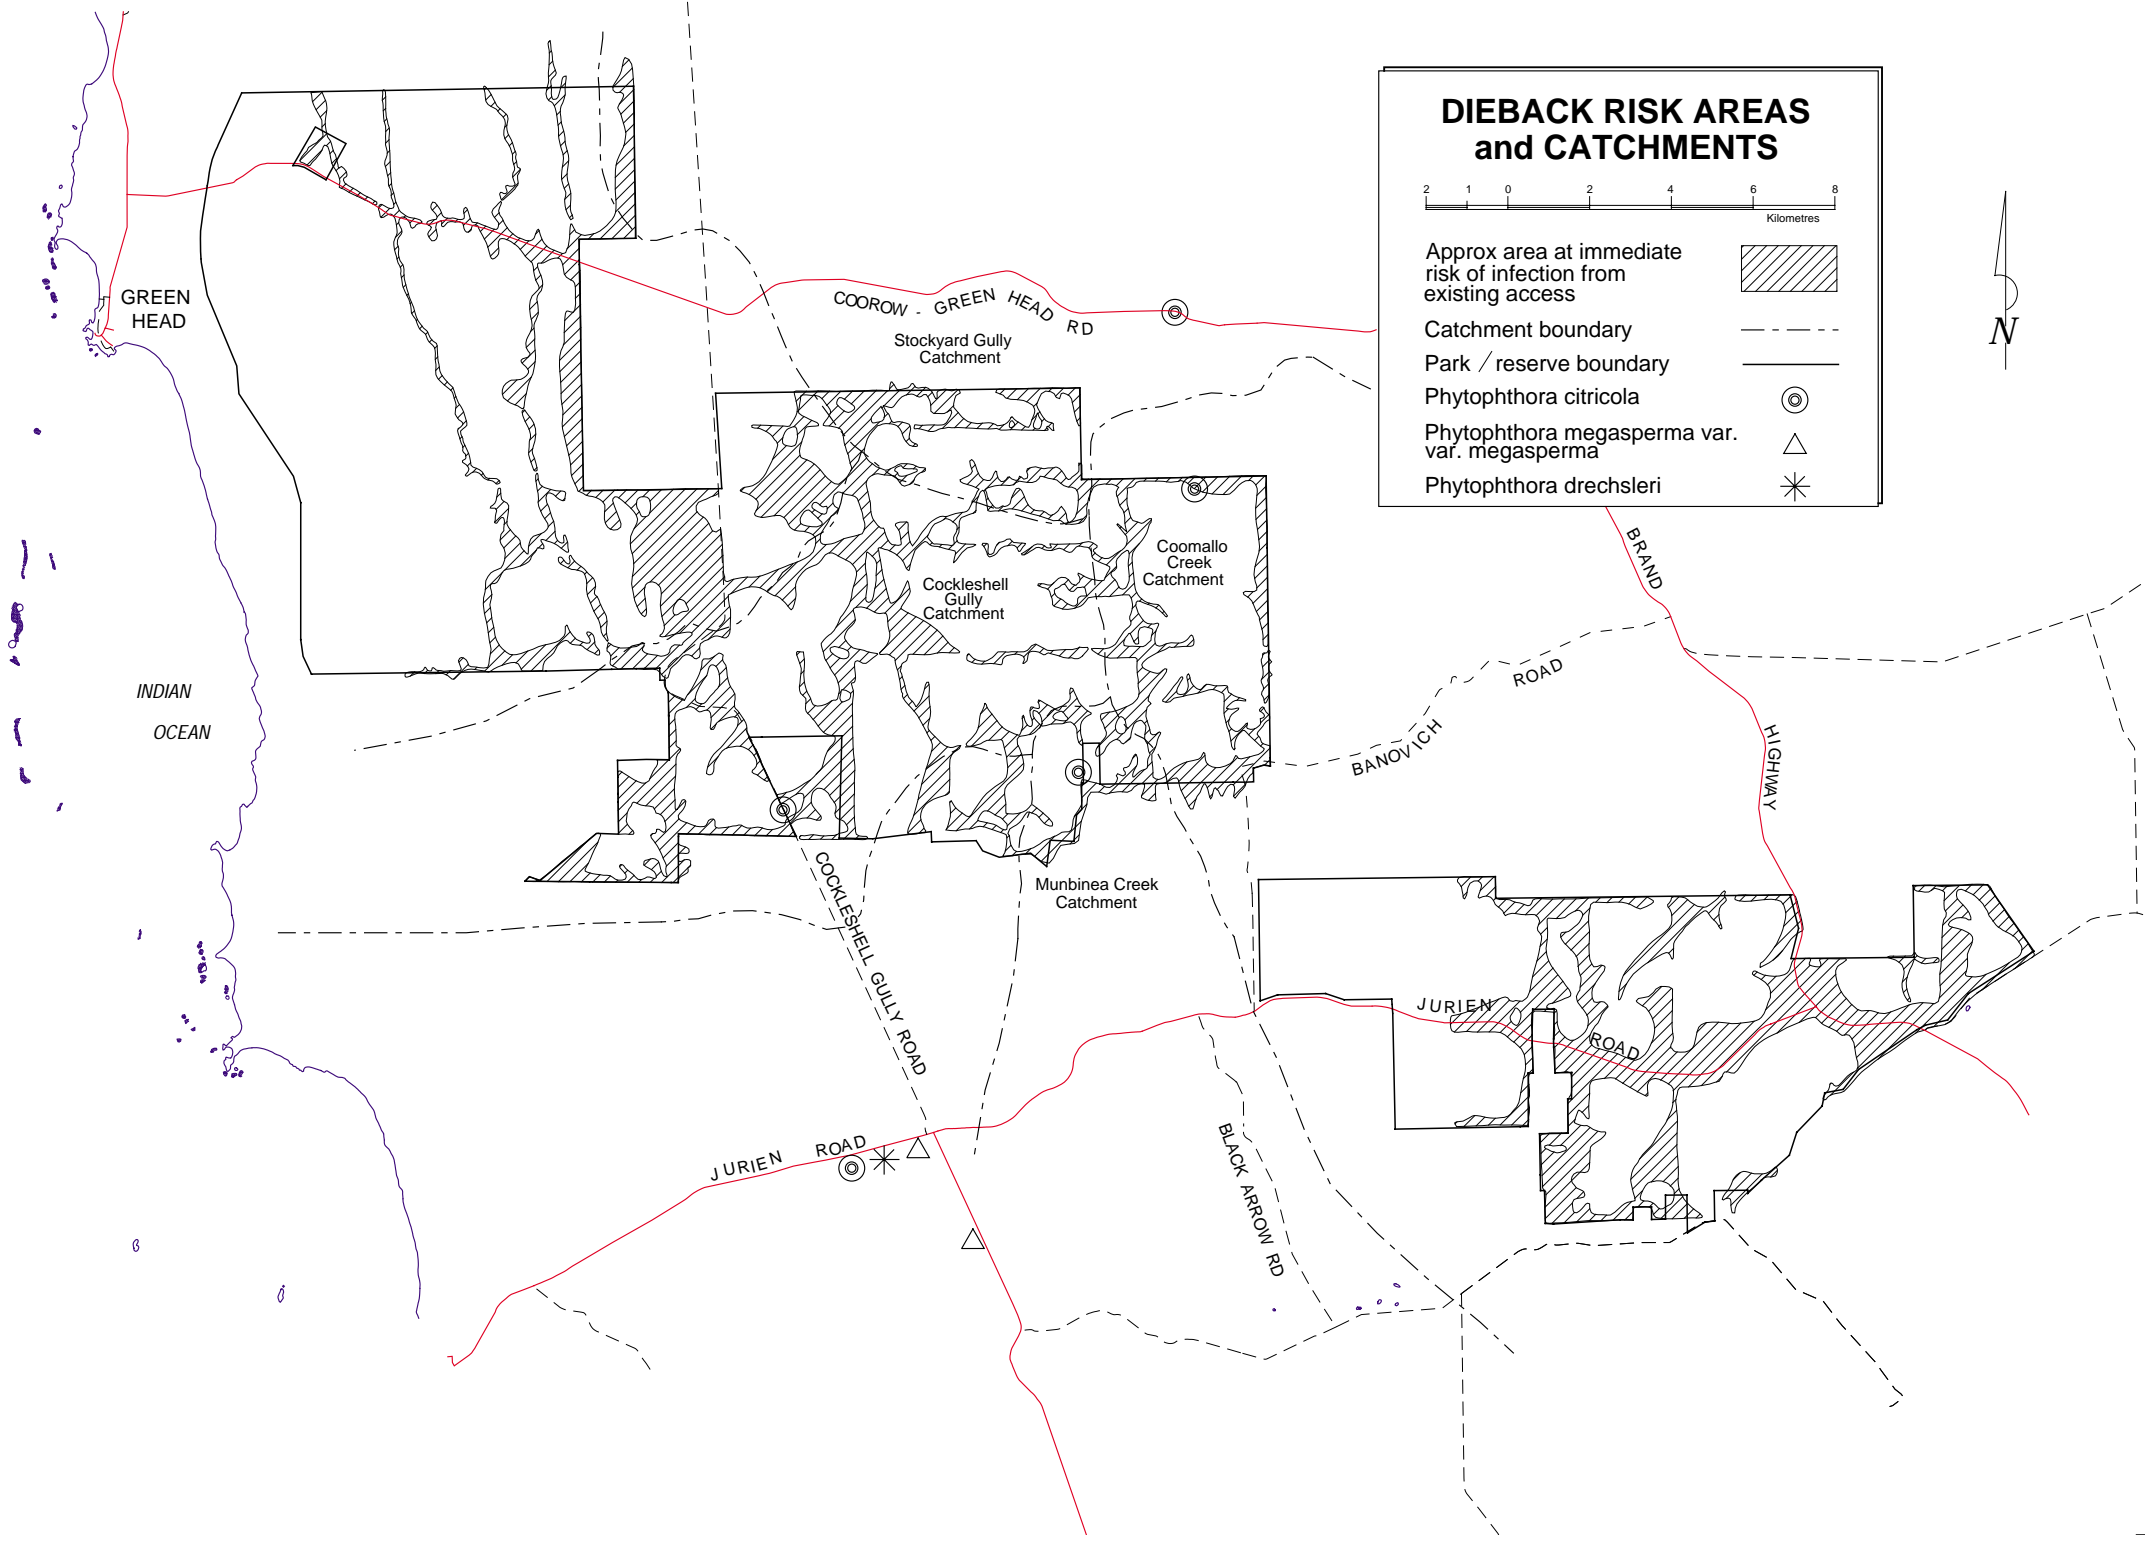 DIEBACK RISK AREAS
and CATCHMENTS
2 1 0 2 4 6 8
Kilometres
Approx area at immediate
risk of infection from
existing access
Catchment boundary
Park / reserve boundary
Phytophthora citricola
Phytophthora megasperma var.
var. megasperma
Phytophthora drechsleri
N
GREEN
HEAD
COOROW - GREEN HEAD RD
Stockyard Gully
Catchment
Coomallo
Creek
Catchment
Cockleshell
Gully
Catchment
BRAND
HIGHWAY
BANOVICH
ROAD
INDIAN
OCEAN
COCKLESHELL GULLY ROAD
Munbinea Creek
Catchment
JURIEN
ROAD
JURIEN ROAD
BLACK ARROW RD